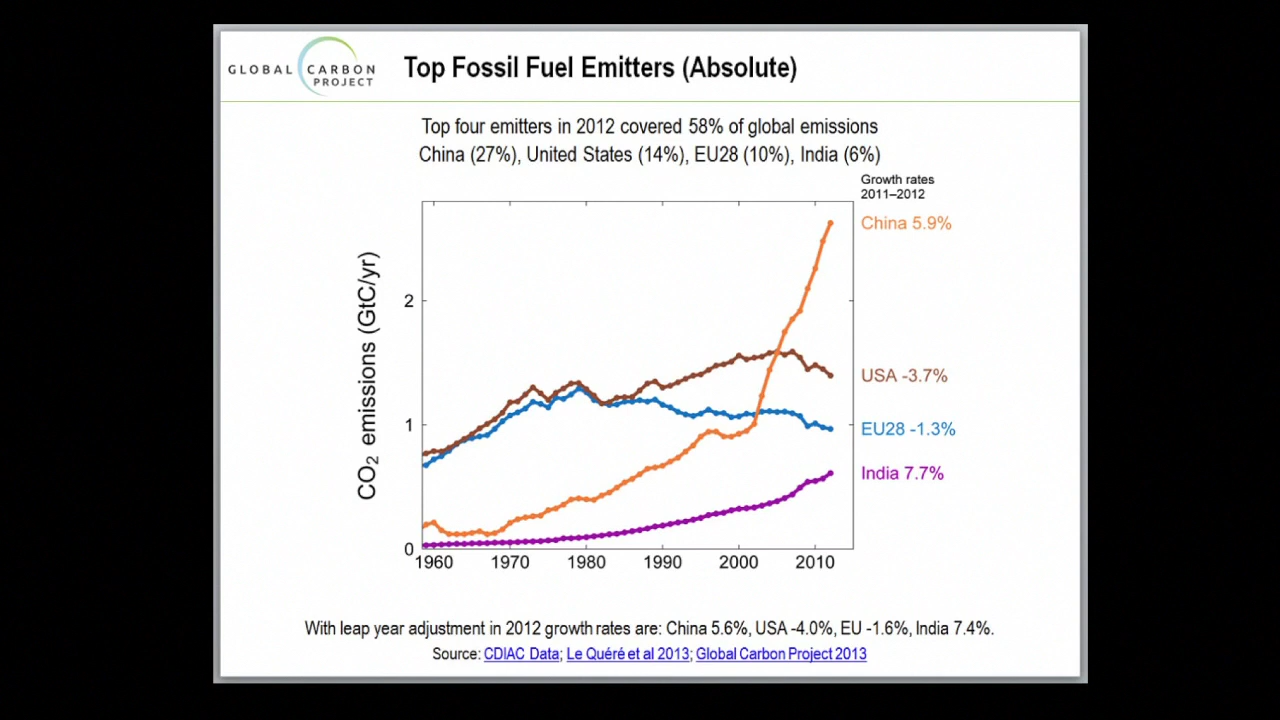 GLOBAL CARBON PROJECT
Top Fossil Fuel Emitters (Absolute)
Top four emitters in 2012 covered 58% of global emissions
China (27%), United States (14%), EU28 (10%), India (6%)
Growth rates
2011–2012
China 5.9%
USA -3.7%
EU28 -1.3%
India 7.7%
CO2 emissions (GtC/yr)
2
1
0
1960 1970 1980 1990 2000 2010
With leap year adjustment in 2012 growth rates are: China 5.6%, USA -4.0%, EU -1.6%, India 7.4%.
Source: CDIAC Data; Le Quéré et al 2013; Global Carbon Project 2013